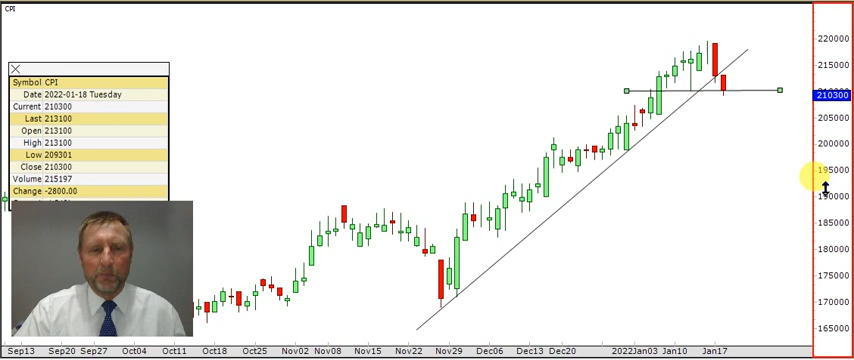 CPI
Symbol CPI
Date 2022-01-18 Tuesday
Current 210300
Last 213100
Open 213100
High 213100
Low 209301
Close 210300
Volume 215197
Change -2800.00
220000
215000
210300
205000
200000
195000
190000
185000
180000
175000
170000
165000
Sep13 Sep20 Sep27 Oct04 Oct11 Oct18 Oct25 Nov02 Nov08 Nov15 Nov22 Nov29 Dec06 Dec13 Dec20 2022Jan03 Jan10 Jan17